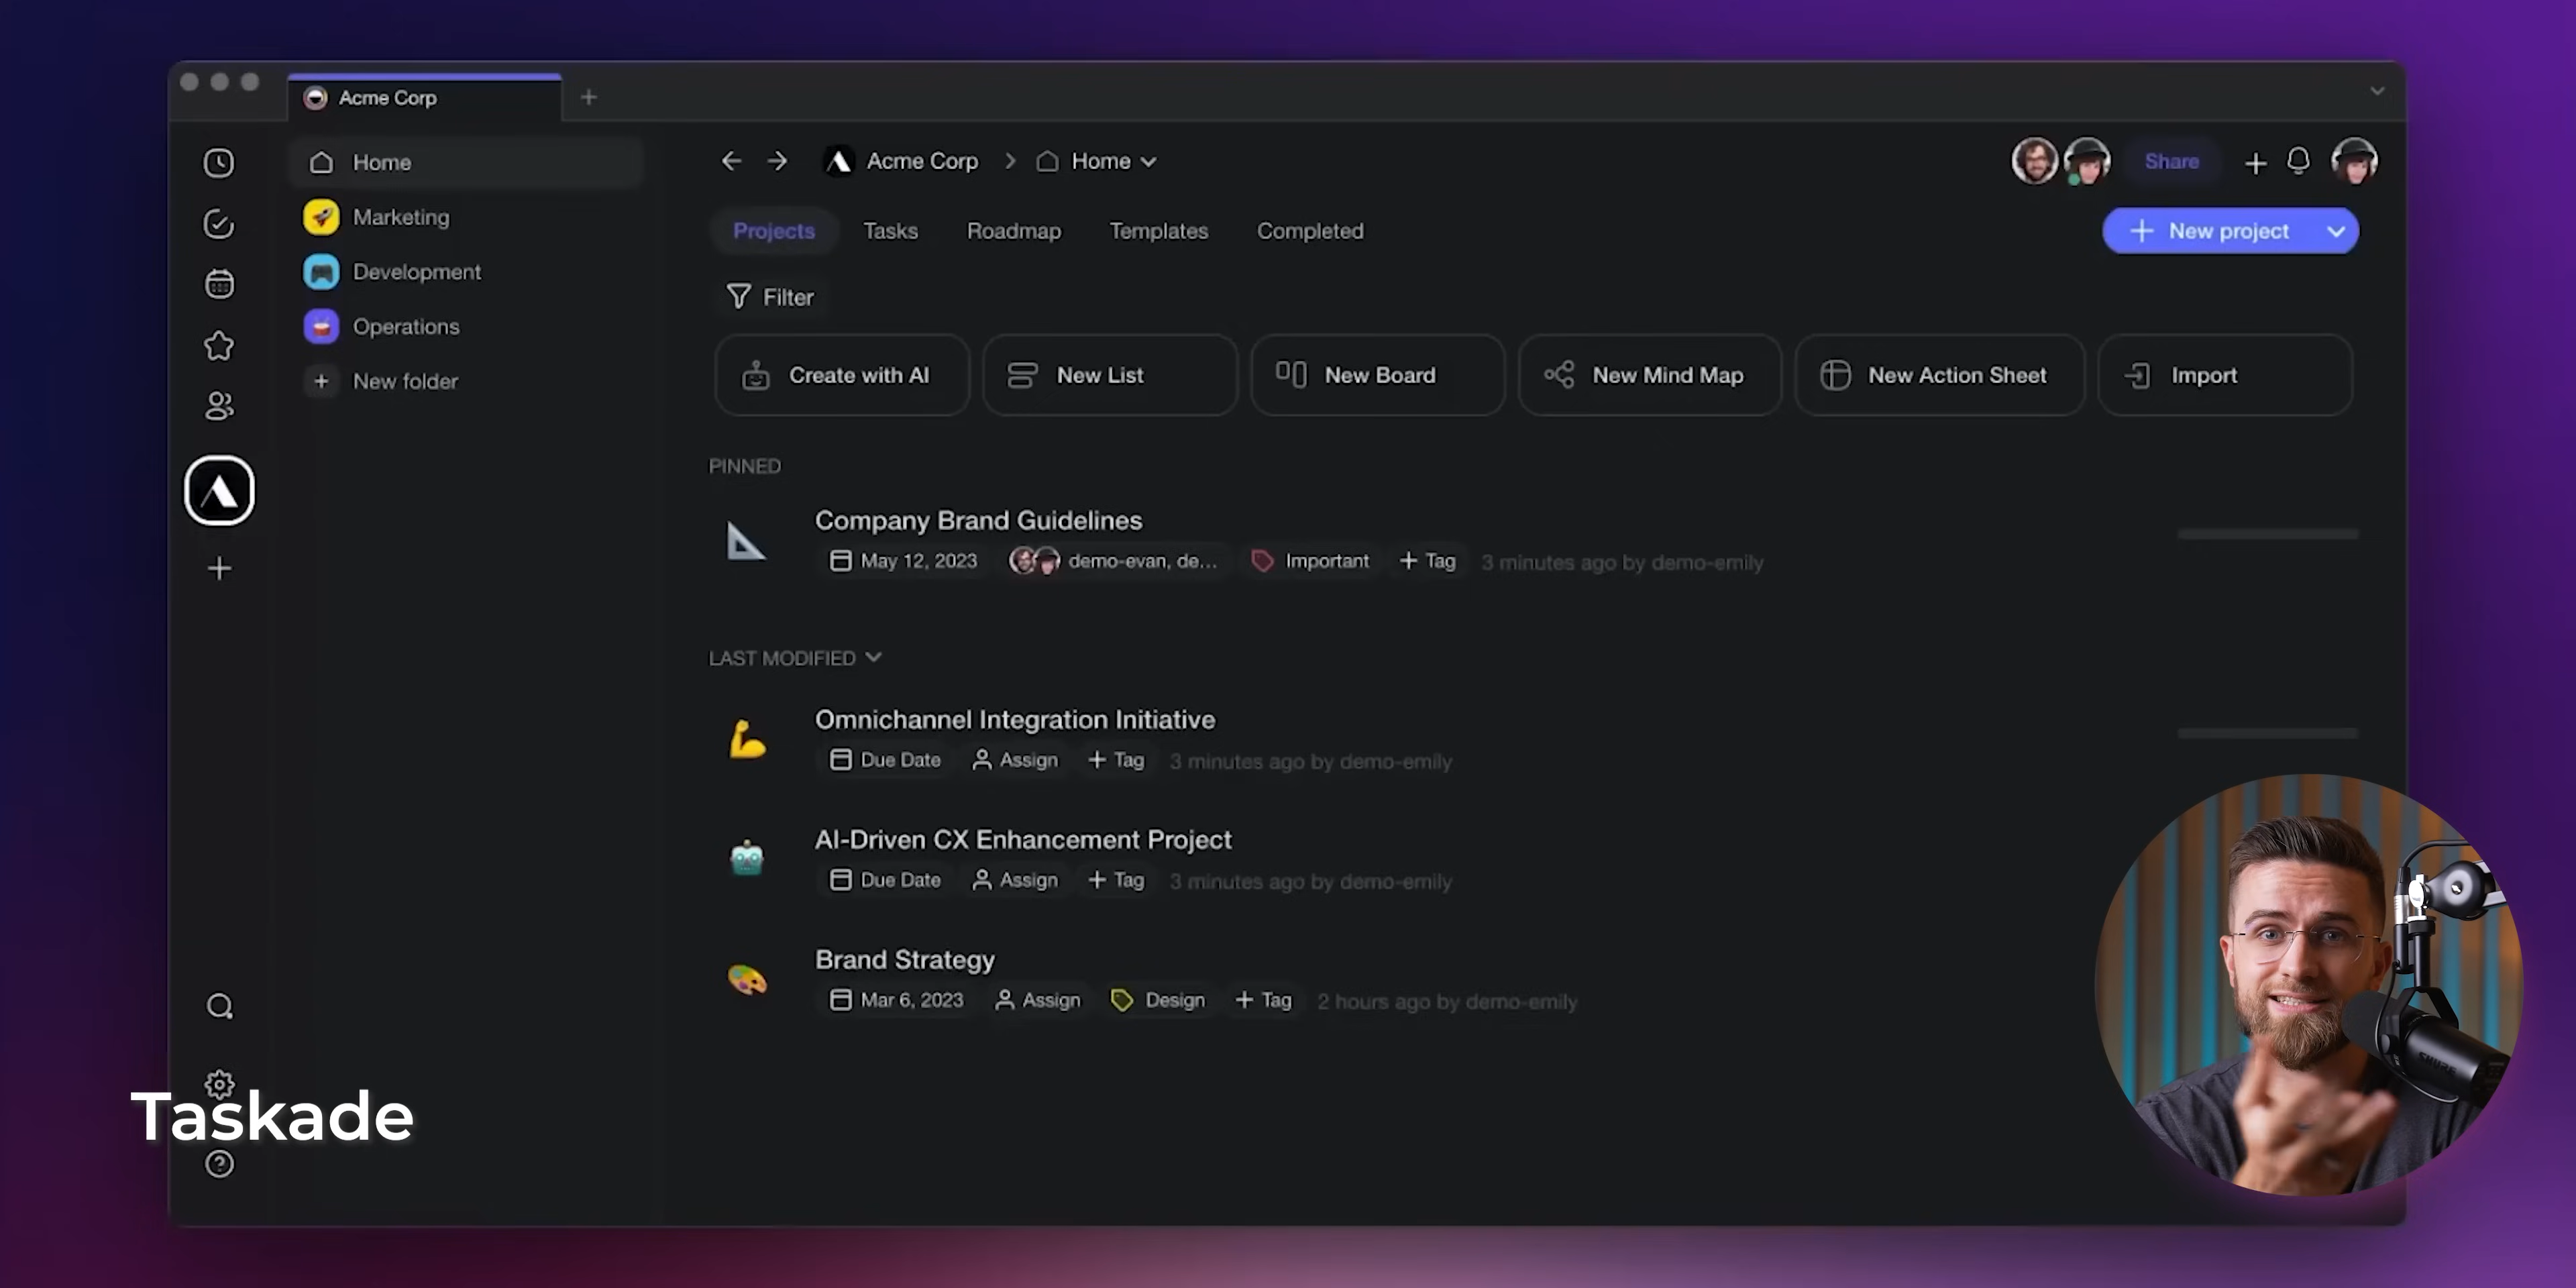 Acme Corp
Home
Marketing
Development
Operations
New folder
Acme Corp
Home
Share
Projects
Tasks
Roadmap
Templates
Completed
New project
Filter
Create with AI
New List
New Board
New Mind Map
New Action Sheet
Import
PINNED
Company Brand Guidelines
May 12, 2023
demo-evan, de...
Important
+ Tag
3 minutes ago by demo-emily
LAST MODIFIED
Omnichannel Integration Initiative
Due Date
Assign
+ Tag
3 minutes ago by demo-emily
AI-Driven CX Enhancement Project
Due Date
Assign
+ Tag
3 minutes ago by demo-emily
Brand Strategy
Mar 6, 2023
Assign
Design
+ Tag
2 hours ago by demo-emily
Taskade
SHURE